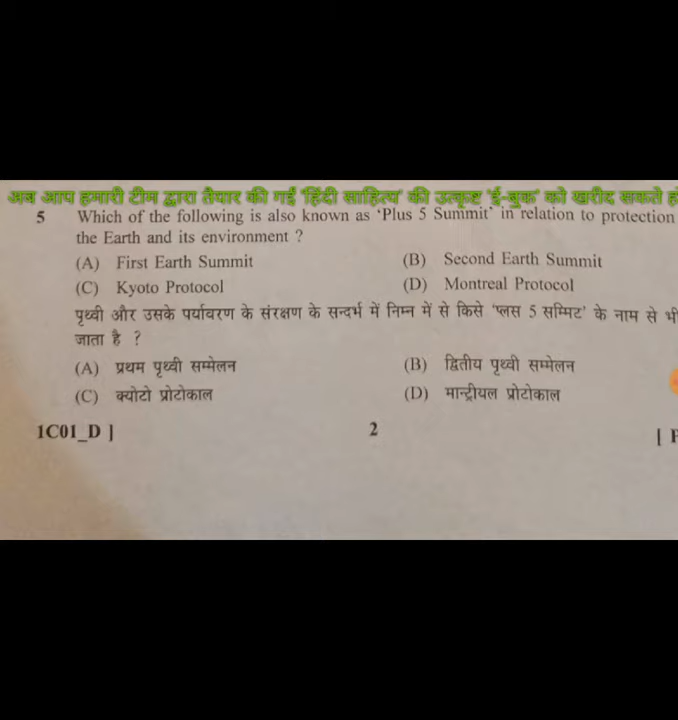 अब आप हमारी टीम द्वारा तैयार की गई 'हिंदी साहित्य' की उत्कृष्ट 'ई-बुक' को खरीद सकते हो
5 Which of the following is also known as 'Plus 5 Summit' in relation to protection
the Earth and its environment ?
(A) First Earth Summit (B) Second Earth Summit
(C) Kyoto Protocol (D) Montreal Protocol
पृथ्वी और उसके पर्यावरण के संरक्षण के सन्दर्भ में निम्न में से किसे 'प्लस 5 सम्मिट' के नाम से भी
जाता है ?
(A) प्रथम पृथ्वी सम्मेलन (B) द्वितीय पृथ्वी सम्मेलन
(C) क्योटो प्रोटोकाल (D) मान्ट्रीयल प्रोटोकाल
1C01_D ] 2 [